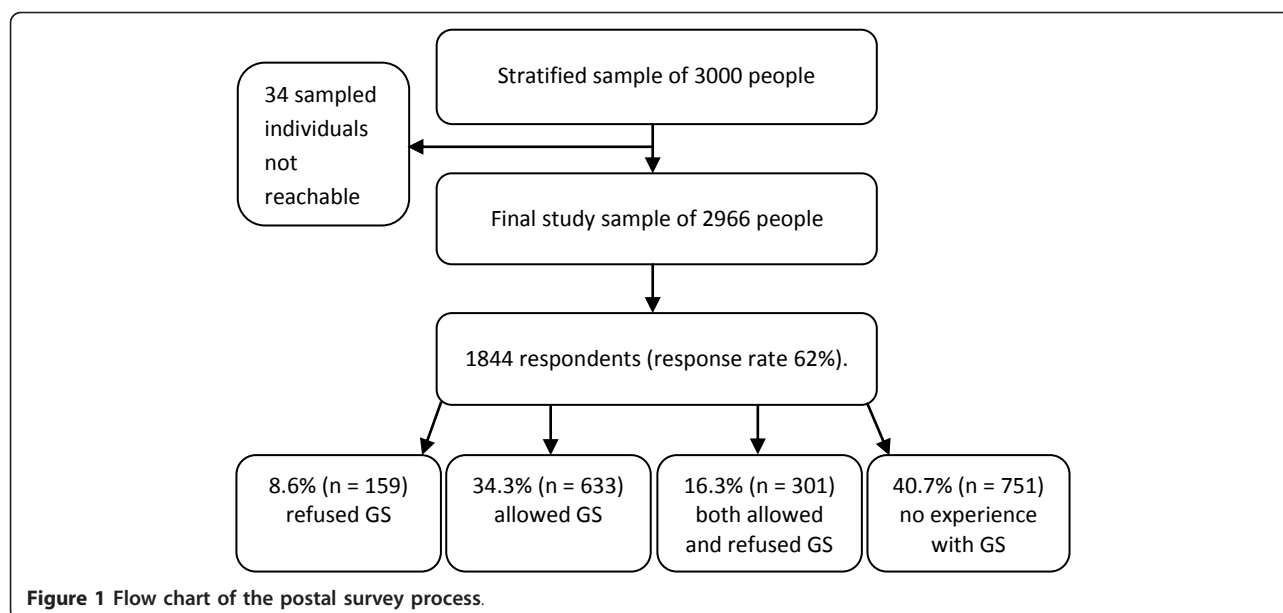 Stratified sample of 3000 people
34 sampled
individuals
not
reachable
Final study sample of 2966 people
1844 respondents (response rate 62%).
8.6% (n = 159)
refused GS
34.3% (n = 633)
allowed GS
16.3% (n = 301)
both allowed
and refused GS
40.7% (n = 751)
no experience
with GS
Figure 1 Flow chart of the postal survey process.